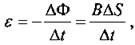 ε = −ΔΦ/Δt = BΔS/Δt ,